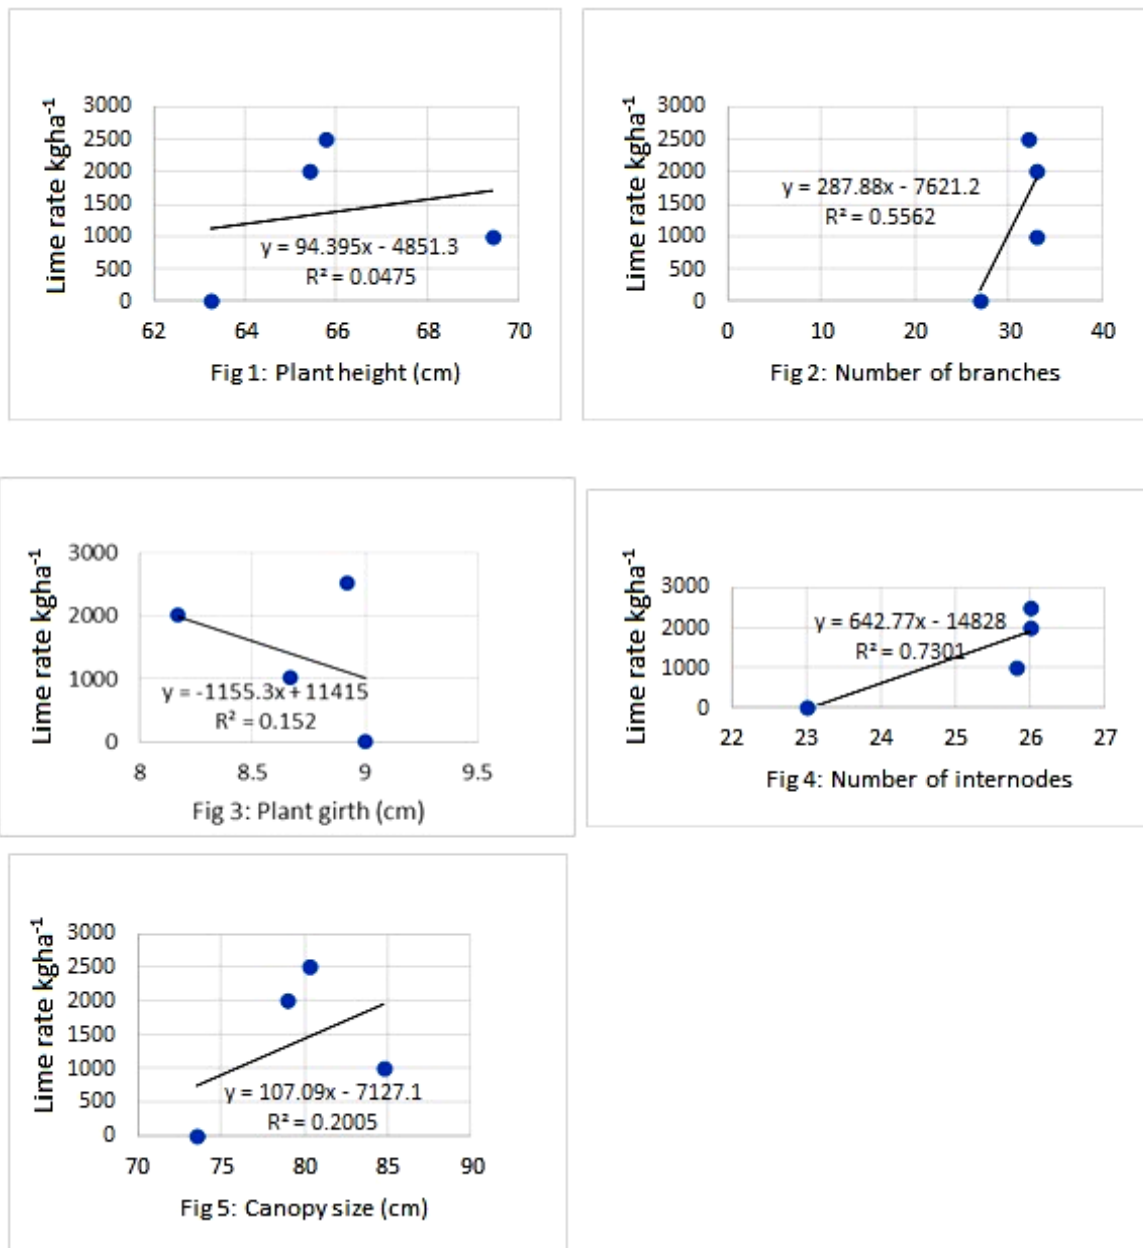 Lime rate kgha⁻¹
3000
2500
2000
1500
1000
500
0
y = 94.395x - 4851.3
R² = 0.0475
62 64 66 68 70
Fig 1: Plant height (cm)
Lime rate kgha⁻¹
3000
2500
2000
1500
1000
500
0
y = 287.88x - 7621.2
R² = 0.5562
0 10 20 30 40
Fig 2: Number of branches
Lime rate kgha⁻¹
3000
2000
1000
0
y = -1155.3x + 11415
R² = 0.152
8 8.5 9 9.5
Fig 3: Plant girth (cm)
Lime rate kgha⁻¹
3000
2000
1000
0
y = 642.77x - 14828
R² = 0.7301
22 23 24 25 26 27
Fig 4: Number of internodes
Lime rate kgha⁻¹
3000
2500
2000
1500
1000
500
0
y = 107.09x - 7127.1
R² = 0.2005
70 75 80 85 90
Fig 5: Canopy size (cm)